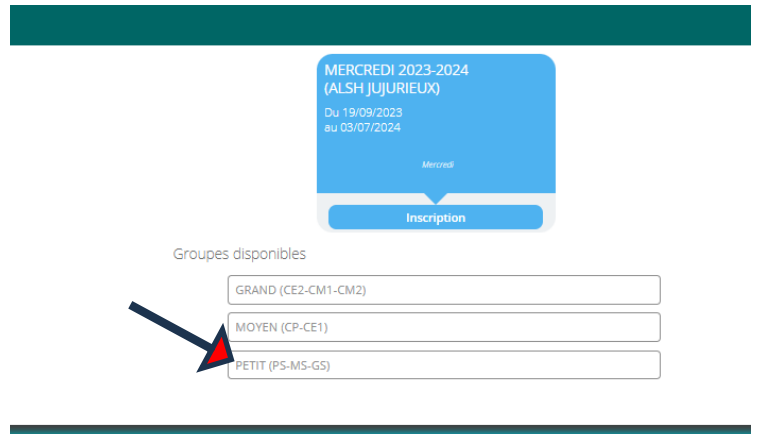 MERCREDI 2023-2024
(ALSH JUJURIEUX)
Du 19/09/2023
au 03/07/2024
Mercredi
Inscription
Groupes disponibles
GRAND (CE2-CM1-CM2)
MOYEN (CP-CE1)
PETIT (PS-MS-GS)